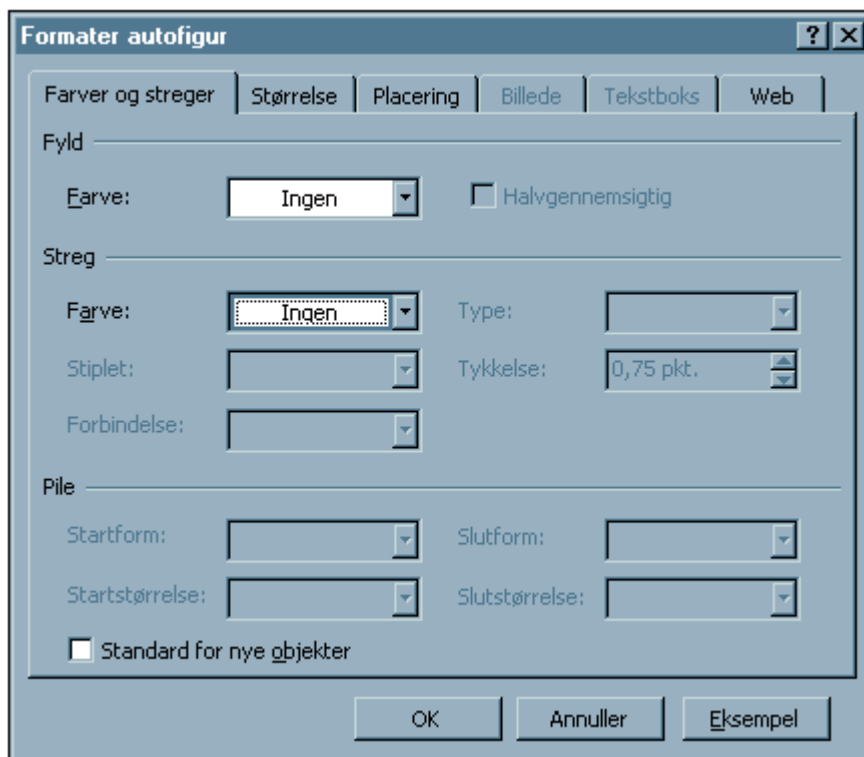 Formater autofigur
Farver og streger Størrelse Placering Billede Tekstboks Web
Fyld
Farve: Ingen Halvgennemsigtig
Streg
Farve: Ingen Type:
Stiplet: Tykkelse: 0,75 pkt.
Forbindelse:
Pile
Startform: Slutform:
Startstørrelse: Slutstørrelse:
Standard for nye objekter
OK Annuller Eksempel